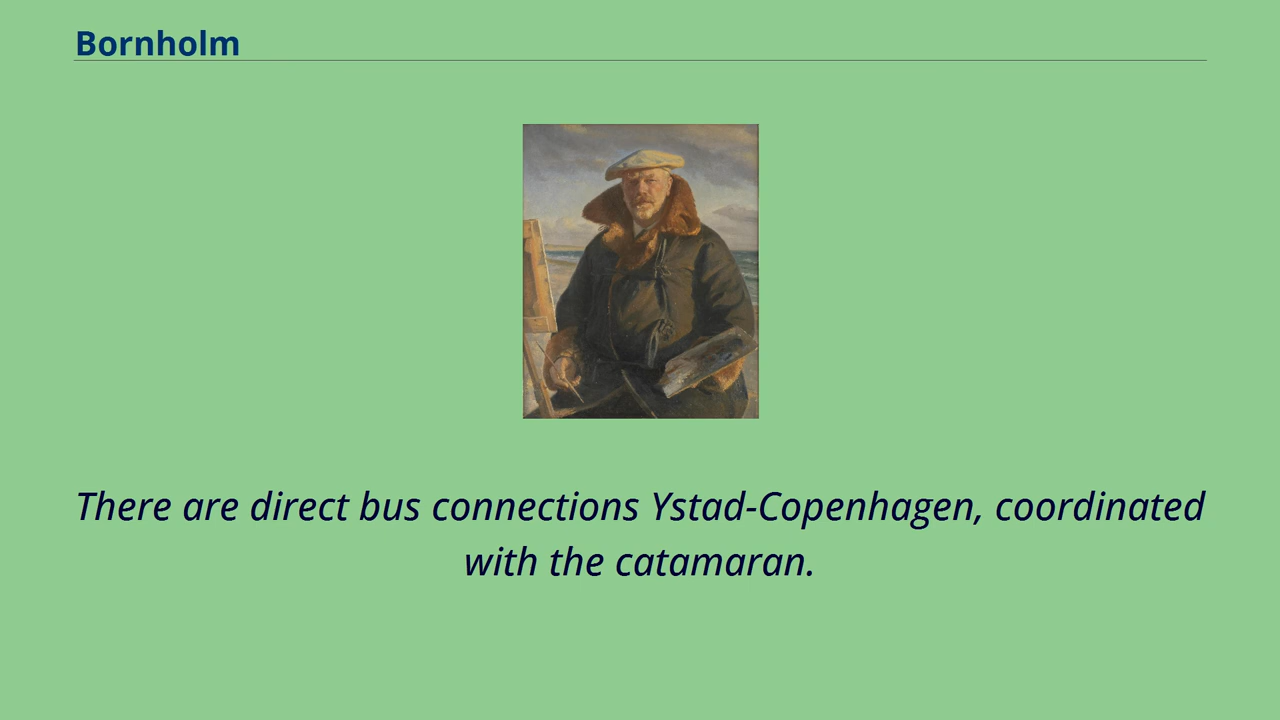 Bornholm
There are direct bus connections Ystad-Copenhagen, coordinated
with the catamaran.